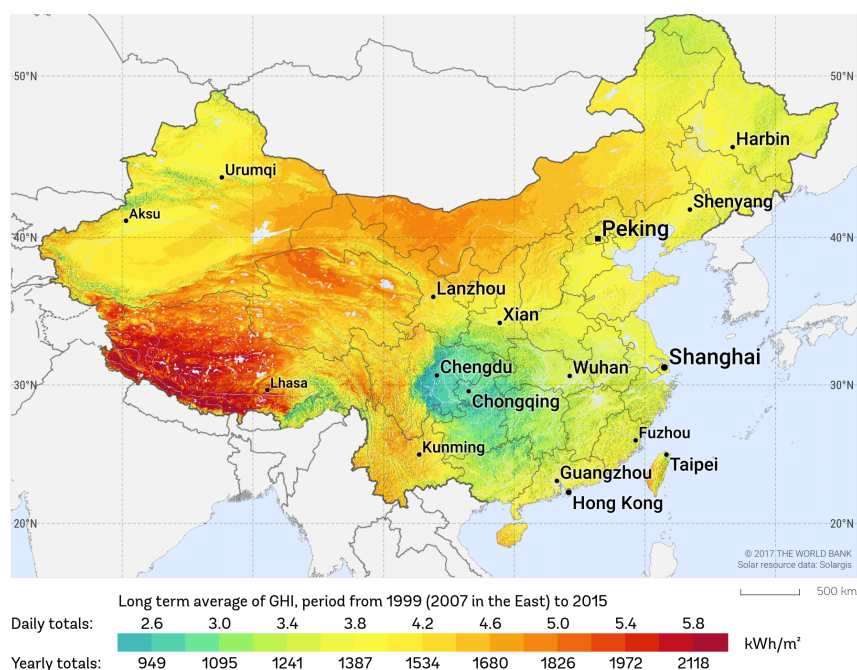 50°N
50°N
Harbin
Urumqi
Shenyang
Aksu
Peking
40°N
40°N
Lanzhou
Xian
Shanghai
Chengdu
Wuhan
Lhasa
30°N
30°N
Chongqing
Fuzhou
Kunming
Taipei
Guangzhou
Hong Kong
20°N
20°N
© 2017 THE WORLD BANK
Solar resource data: Solargis
500 km
Long term average of GHI, period from 1999 (2007 in the East) to 2015
Daily totals: 2.6 3.0 3.4 3.8 4.2 4.6 5.0 5.4 5.8
kWh/m²
Yearly totals: 949 1095 1241 1387 1534 1680 1826 1972 2118